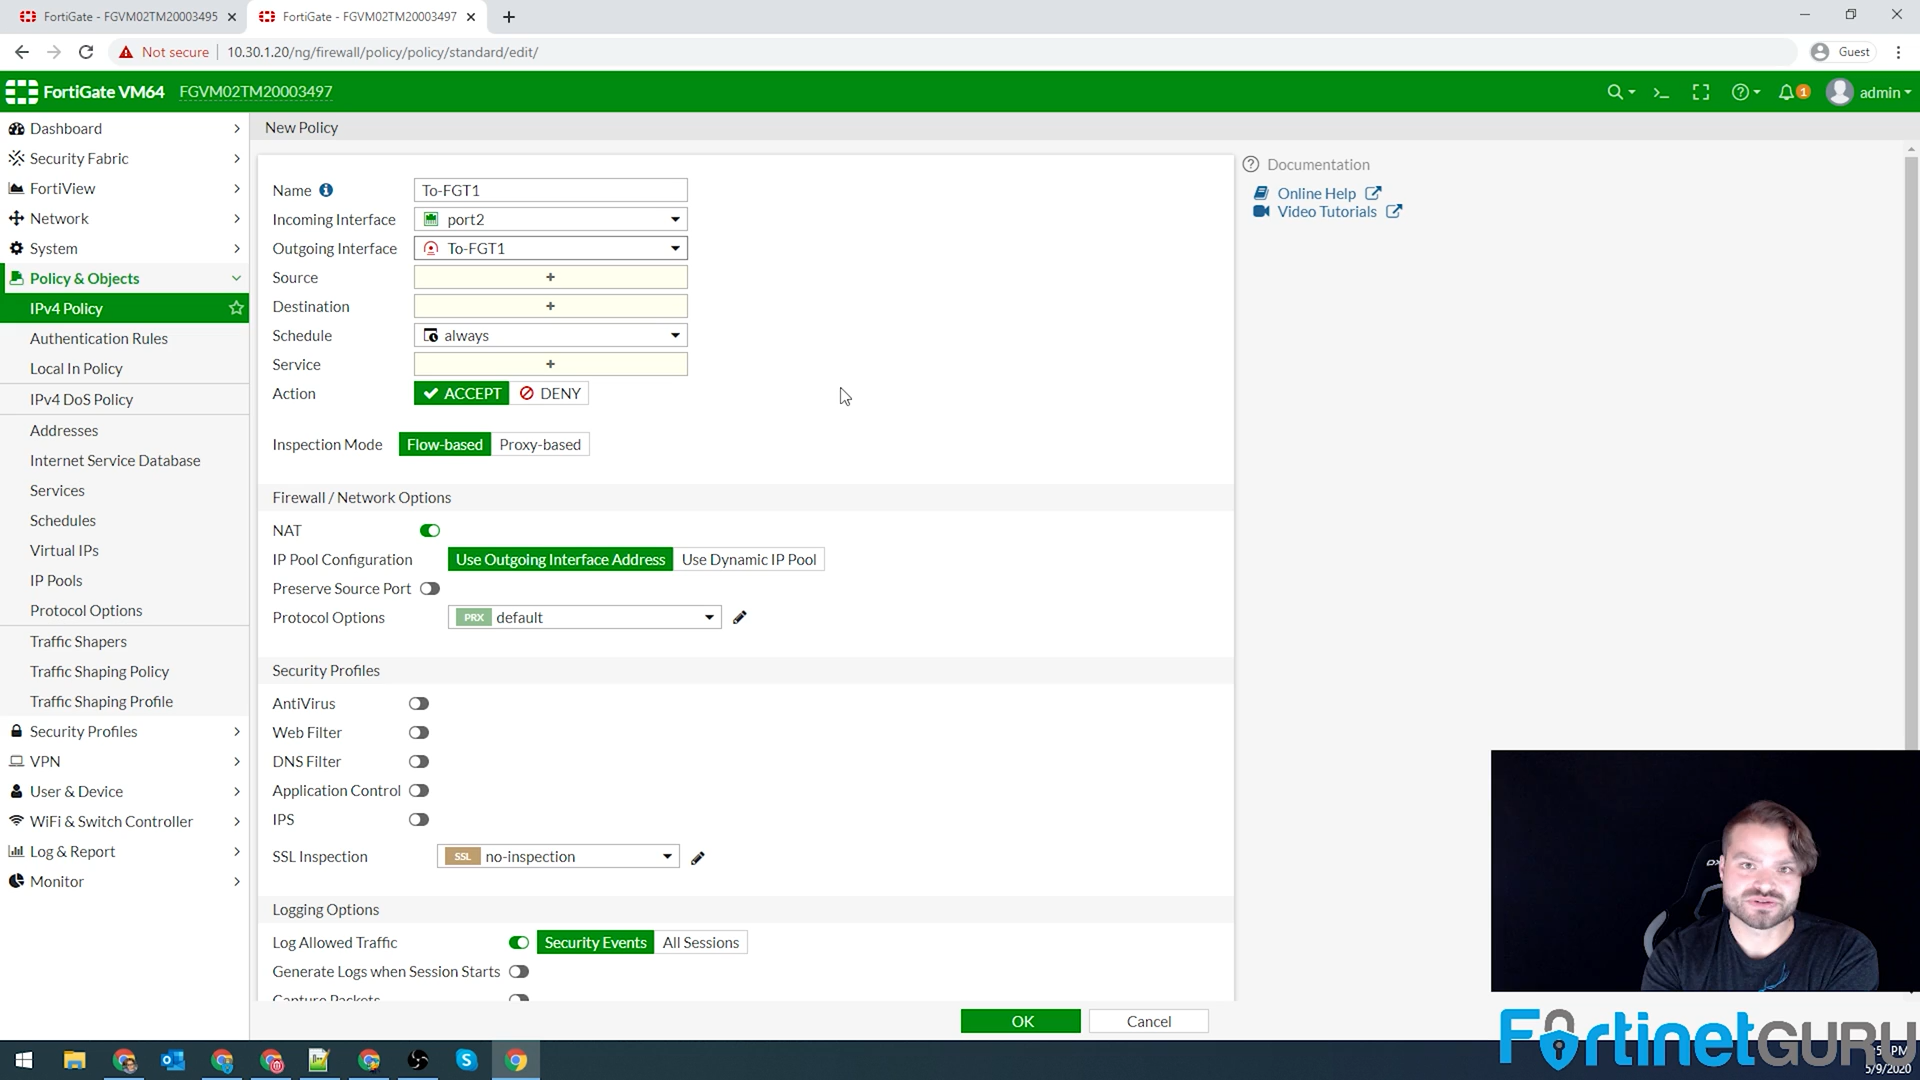 FortiGate - FGVM02TM20003495
FortiGate - FGVM02TM20003497
Not secure
10.30.1.20/ng/firewall/policy/policy/standard/edit/
Guest
FortiGate VM64
FGVM02TM20003497
1
admin
Dashboard
Security Fabric
FortiView
Network
System
Policy & Objects
IPv4 Policy
Authentication Rules
Local In Policy
IPv4 DoS Policy
Addresses
Internet Service Database
Services
Schedules
Virtual IPs
IP Pools
Protocol Options
Traffic Shapers
Traffic Shaping Policy
Traffic Shaping Profile
Security Profiles
VPN
User & Device
WiFi & Switch Controller
Log & Report
Monitor
New Policy
Name To-FGT1
Incoming Interface port2
Outgoing Interface To-FGT1
Source +
Destination +
Schedule always
Service +
Action ACCEPT DENY
Inspection Mode Flow-based Proxy-based
Firewall / Network Options
NAT
IP Pool Configuration Use Outgoing Interface Address Use Dynamic IP Pool
Preserve Source Port
Protocol Options PRX default
Security Profiles
AntiVirus
Web Filter
DNS Filter
Application Control
IPS
SSL Inspection SSL no-inspection
Logging Options
Log Allowed Traffic Security Events All Sessions
Generate Logs when Session Starts
Capture Packets
OK
Cancel
Documentation
Online Help
Video Tutorials
DX
FortinetGURU
PM
5/9/2020